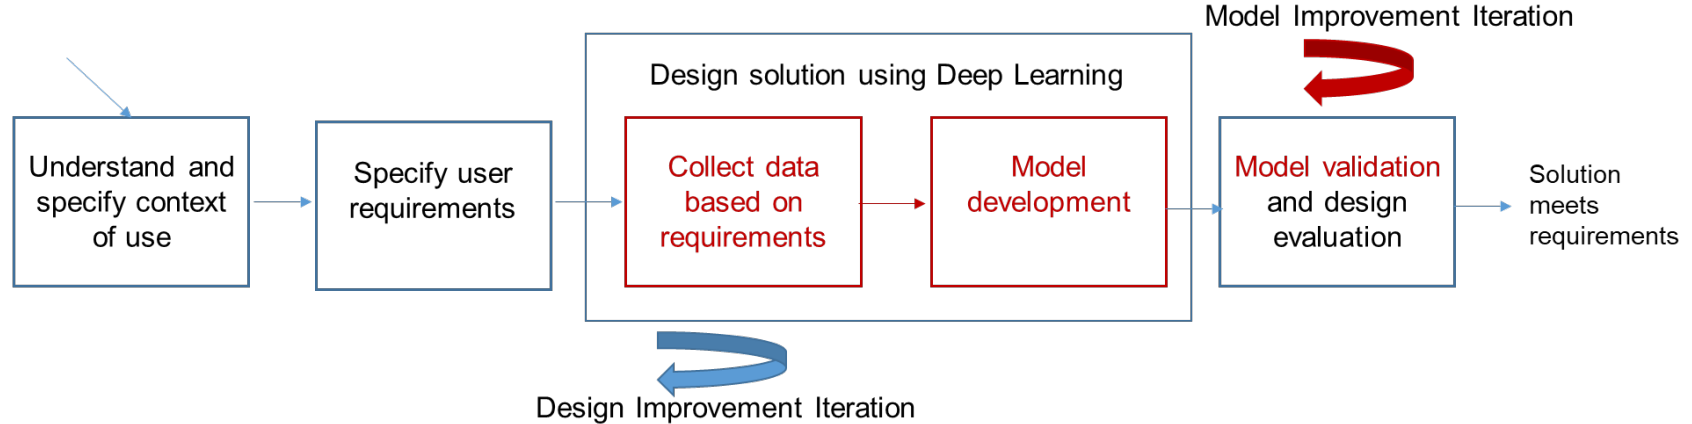 Model Improvement Iteration
Design solution using Deep Learning
Understand and
specify context
of use
Specify user
requirements
Collect data
based on
requirements
Model
development
Model validation
and design
evaluation
Solution
meets
requirements
Design Improvement Iteration